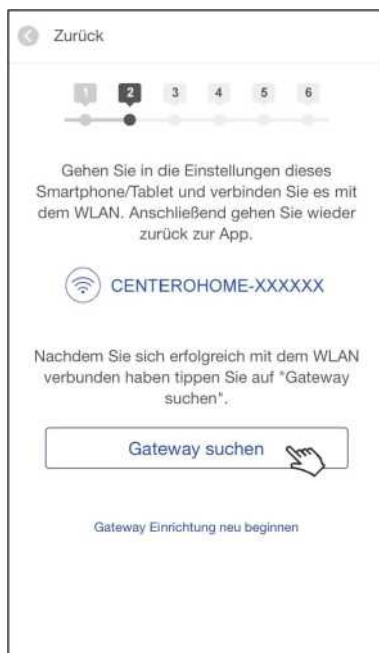 Zurück
1 2 3 4 5 6
Gehen Sie in die Einstellungen dieses
Smartphone/Tablet und verbinden Sie es mit
dem WLAN. Anschließend gehen Sie wieder
zurück zur App.
CENTEROHOME-XXXXXX
Nachdem Sie sich erfolgreich mit dem WLAN
verbunden haben tippen Sie auf "Gateway
suchen".
Gateway suchen
Gateway Einrichtung neu beginnen